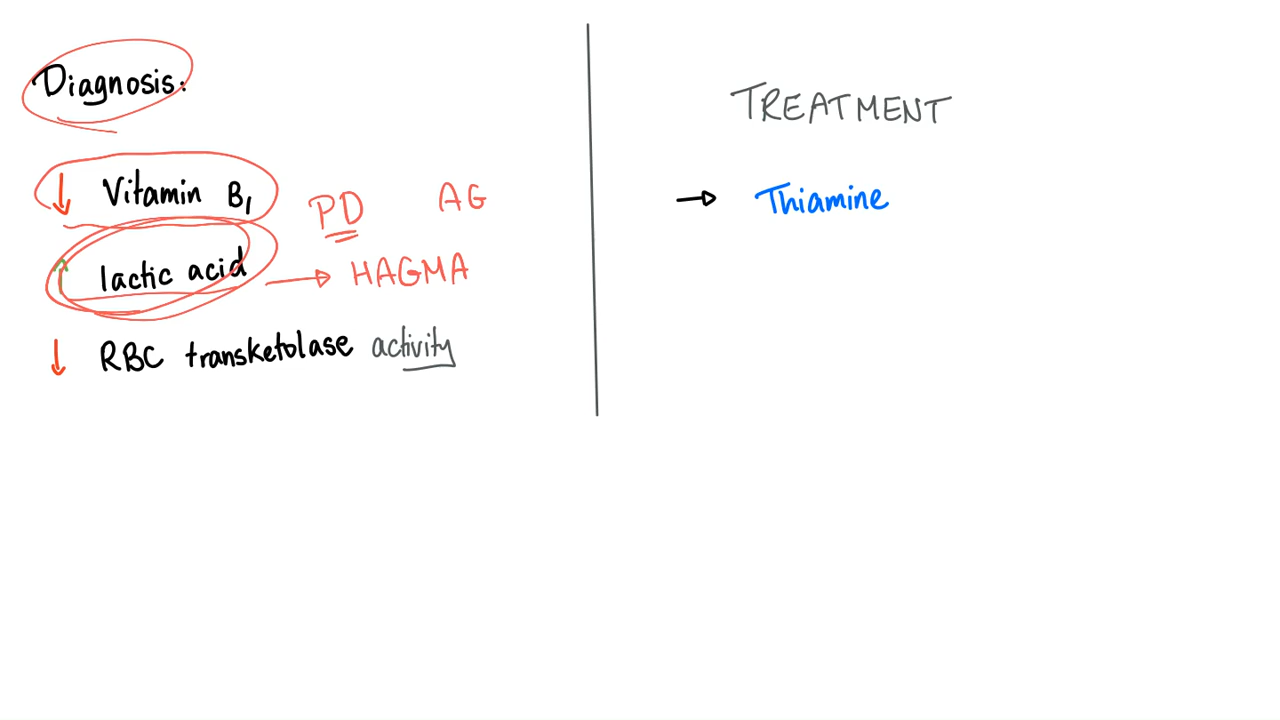 Diagnosis:
↓ Vitamin B₁
PD
AG
↑ lactic acid → HAGMA
↓ RBC transketolase activity
TREATMENT
→ Thiamine